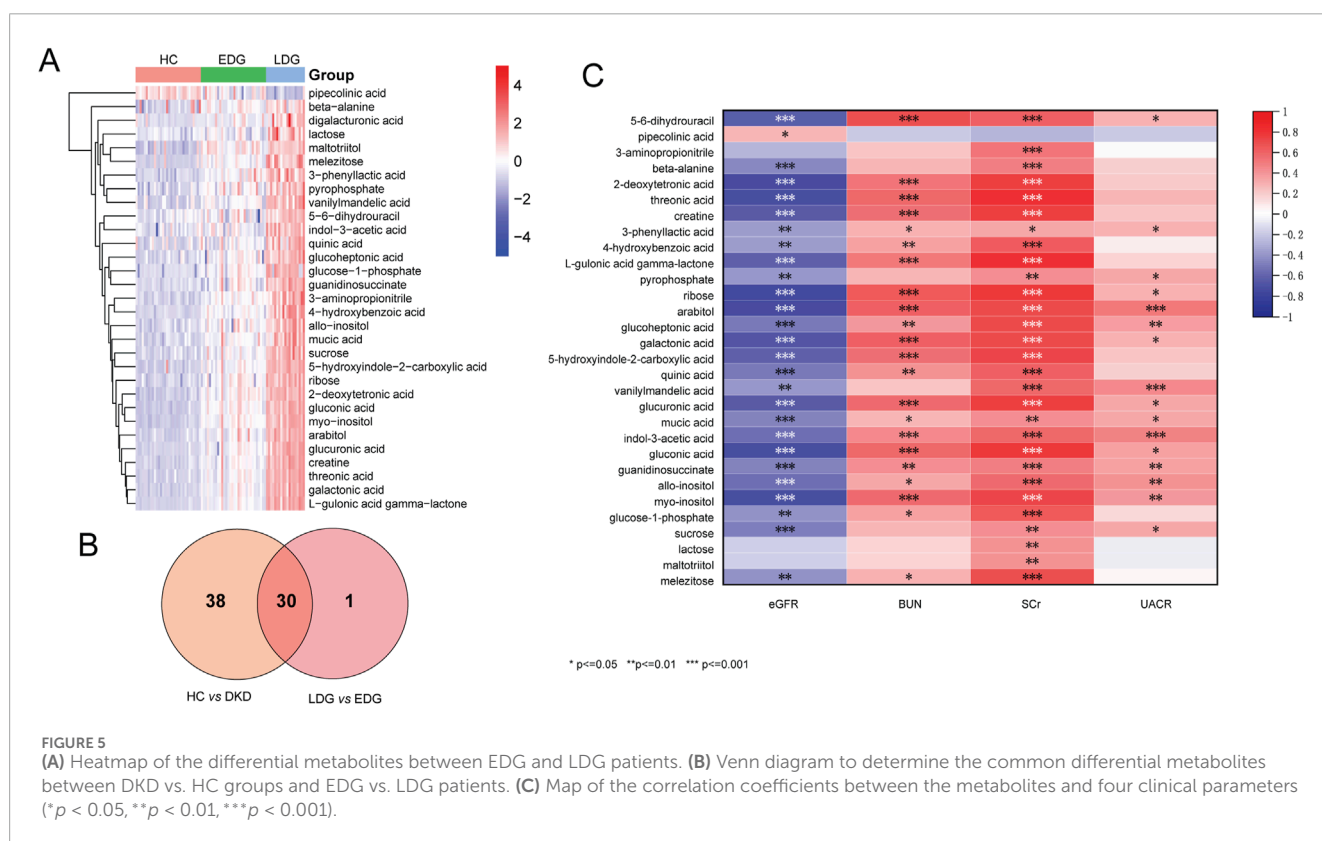 A
HC EDG LDG
Group
pipecolinic acid
beta−alanine
digalacturonic acid
lactose
maltotriitol
melezitose
3−phenyllactic acid
pyrophosphate
vanilylmandelic acid
5−6−dihydrouracil
indol−3−acetic acid
quinic acid
glucoheptonic acid
glucose−1−phosphate
guanidinosuccinate
3−aminopropionitrile
4−hydroxybenzoic acid
allo−inositol
mucic acid
sucrose
5−hydroxyindole−2−carboxylic acid
ribose
2−deoxytetronic acid
gluconic acid
myo−inositol
arabitol
glucuronic acid
creatine
threonic acid
galactonic acid
L−gulonic acid gamma−lactone
4
2
0
−2
−4
B
38 30 1
HC vs DKD LDG vs EDG
C
5-6-dihydrouracil *** *** *** *
pipecolinic acid *
3-aminopropionitrile ***
beta-alanine *** ***
2-deoxytetronic acid *** *** ***
threonic acid *** *** ***
creatine *** *** ***
3-phenyllactic acid ** * * *
4-hydroxybenzoic acid ** ** ***
L-gulonic acid gamma-lactone *** *** ***
pyrophosphate ** ** *
ribose *** *** *** *
arabitol *** *** *** ***
glucoheptonic acid *** ** *** **
galactonic acid *** *** *** *
5-hydroxyindole-2-carboxylic acid *** *** ***
quinic acid *** ** ***
vanilylmandelic acid ** *** ***
glucuronic acid *** *** *** *
mucic acid *** * ** *
indol-3-acetic acid *** *** *** ***
gluconic acid *** *** *** *
guanidinosuccinate *** ** *** **
allo-inositol *** * *** **
myo-inositol *** *** *** **
glucose-1-phosphate ** * ***
sucrose *** ** *
lactose **
maltotriitol **
melezitose ** * ***
eGFR BUN SCr UACR
1
0.8
0.6
0.4
0.2
0
-0.2
-0.4
-0.6
-0.8
-1
* p<=0.05 **p<=0.01 *** p<=0.001
FIGURE 5
(A) Heatmap of the differential metabolites between EDG and LDG patients. (B) Venn diagram to determine the common differential metabolites
between DKD vs. HC groups and EDG vs. LDG patients. (C) Map of the correlation coefficients between the metabolites and four clinical parameters
(*p < 0.05, **p < 0.01, ***p < 0.001).